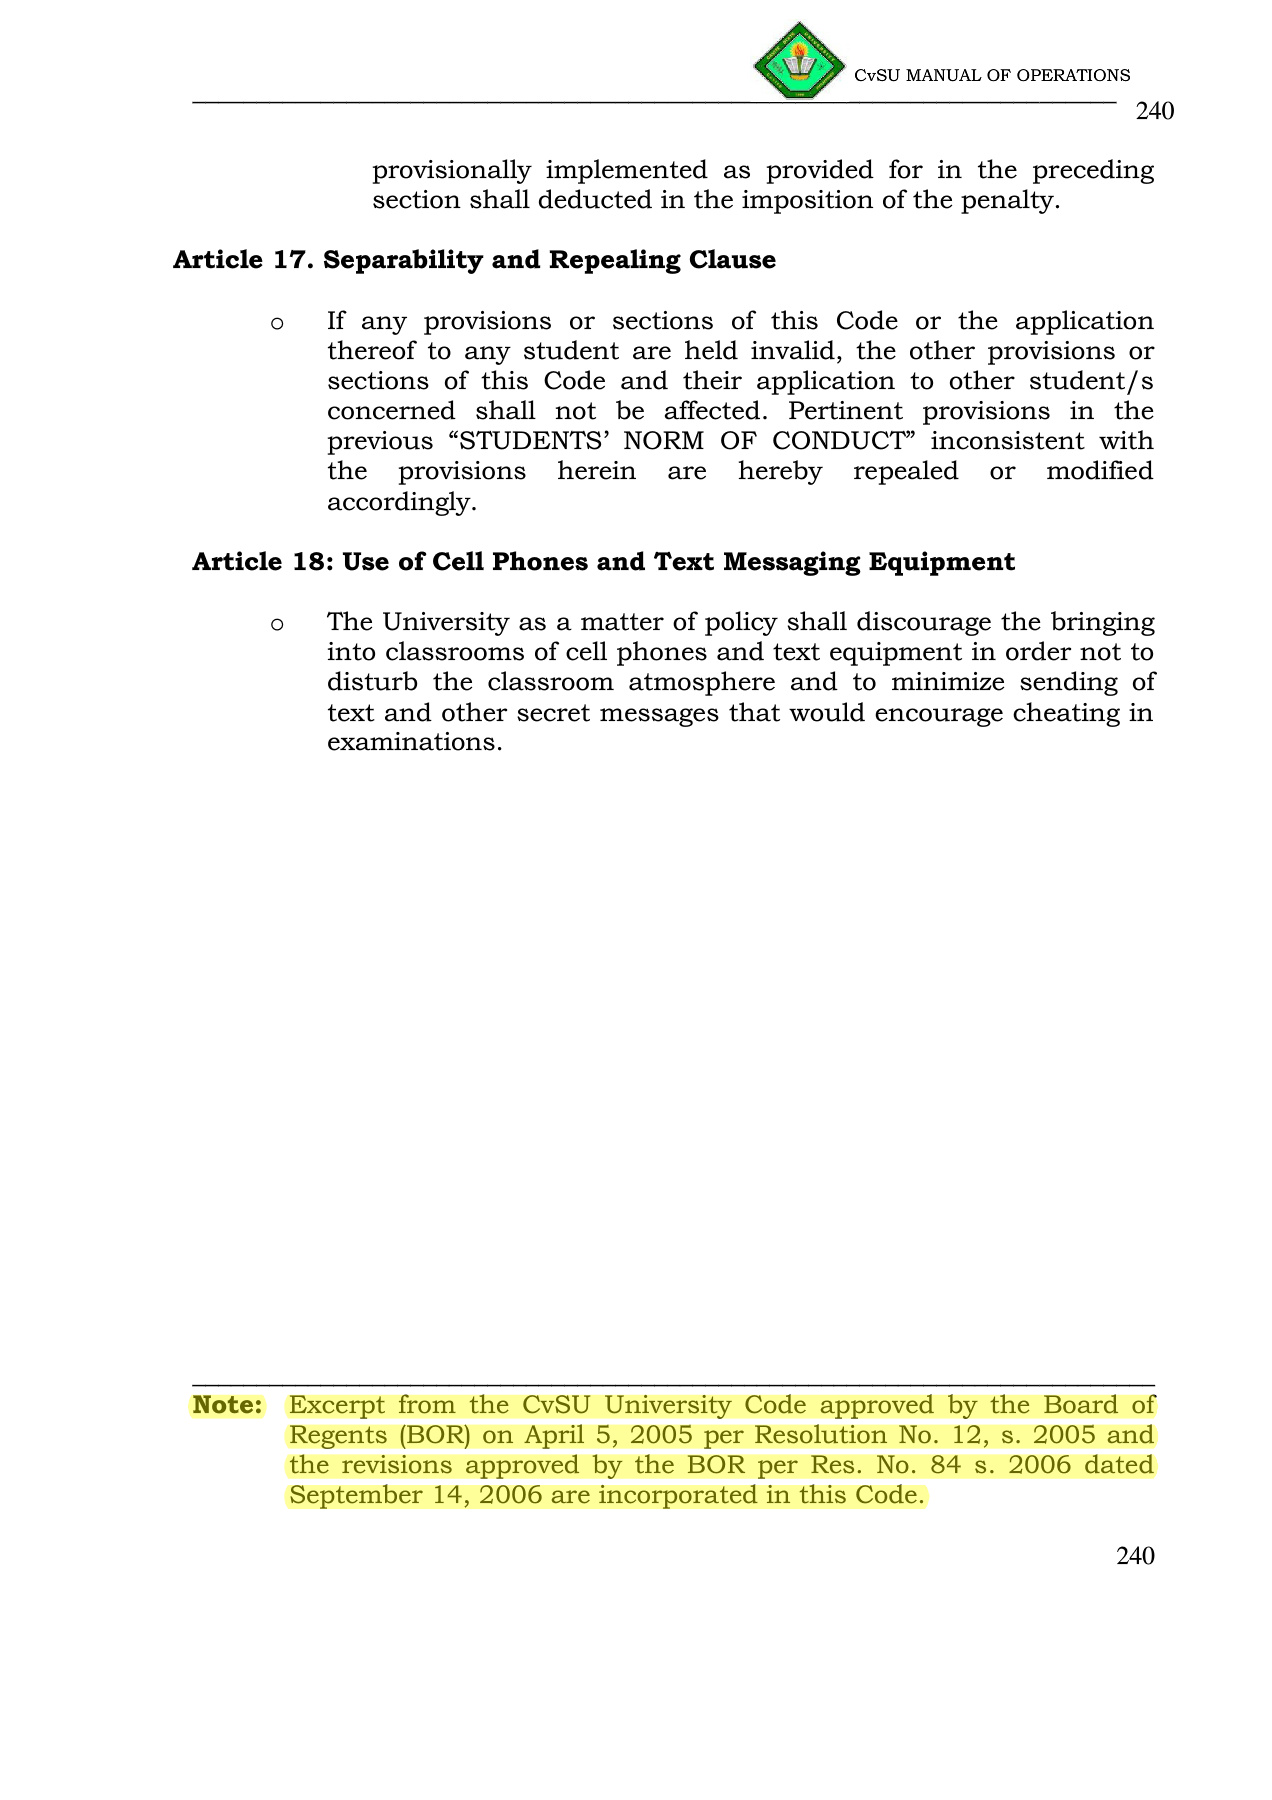 CvSU MANUAL OF OPERATIONS
240
provisionally implemented as provided for in the preceding
section shall deducted in the imposition of the penalty.
Article 17. Separability and Repealing Clause
o If any provisions or sections of this Code or the application
thereof to any student are held invalid, the other provisions or
sections of this Code and their application to other student/s
concerned shall not be affected. Pertinent provisions in the
previous “STUDENTS’ NORM OF CONDUCT” inconsistent with
the provisions herein are hereby repealed or modified
accordingly.
Article 18: Use of Cell Phones and Text Messaging Equipment
o The University as a matter of policy shall discourage the bringing
into classrooms of cell phones and text equipment in order not to
disturb the classroom atmosphere and to minimize sending of
text and other secret messages that would encourage cheating in
examinations.
Note: Excerpt from the CvSU University Code approved by the Board of
Regents (BOR) on April 5, 2005 per Resolution No. 12, s. 2005 and
the revisions approved by the BOR per Res. No. 84 s. 2006 dated
September 14, 2006 are incorporated in this Code.
240